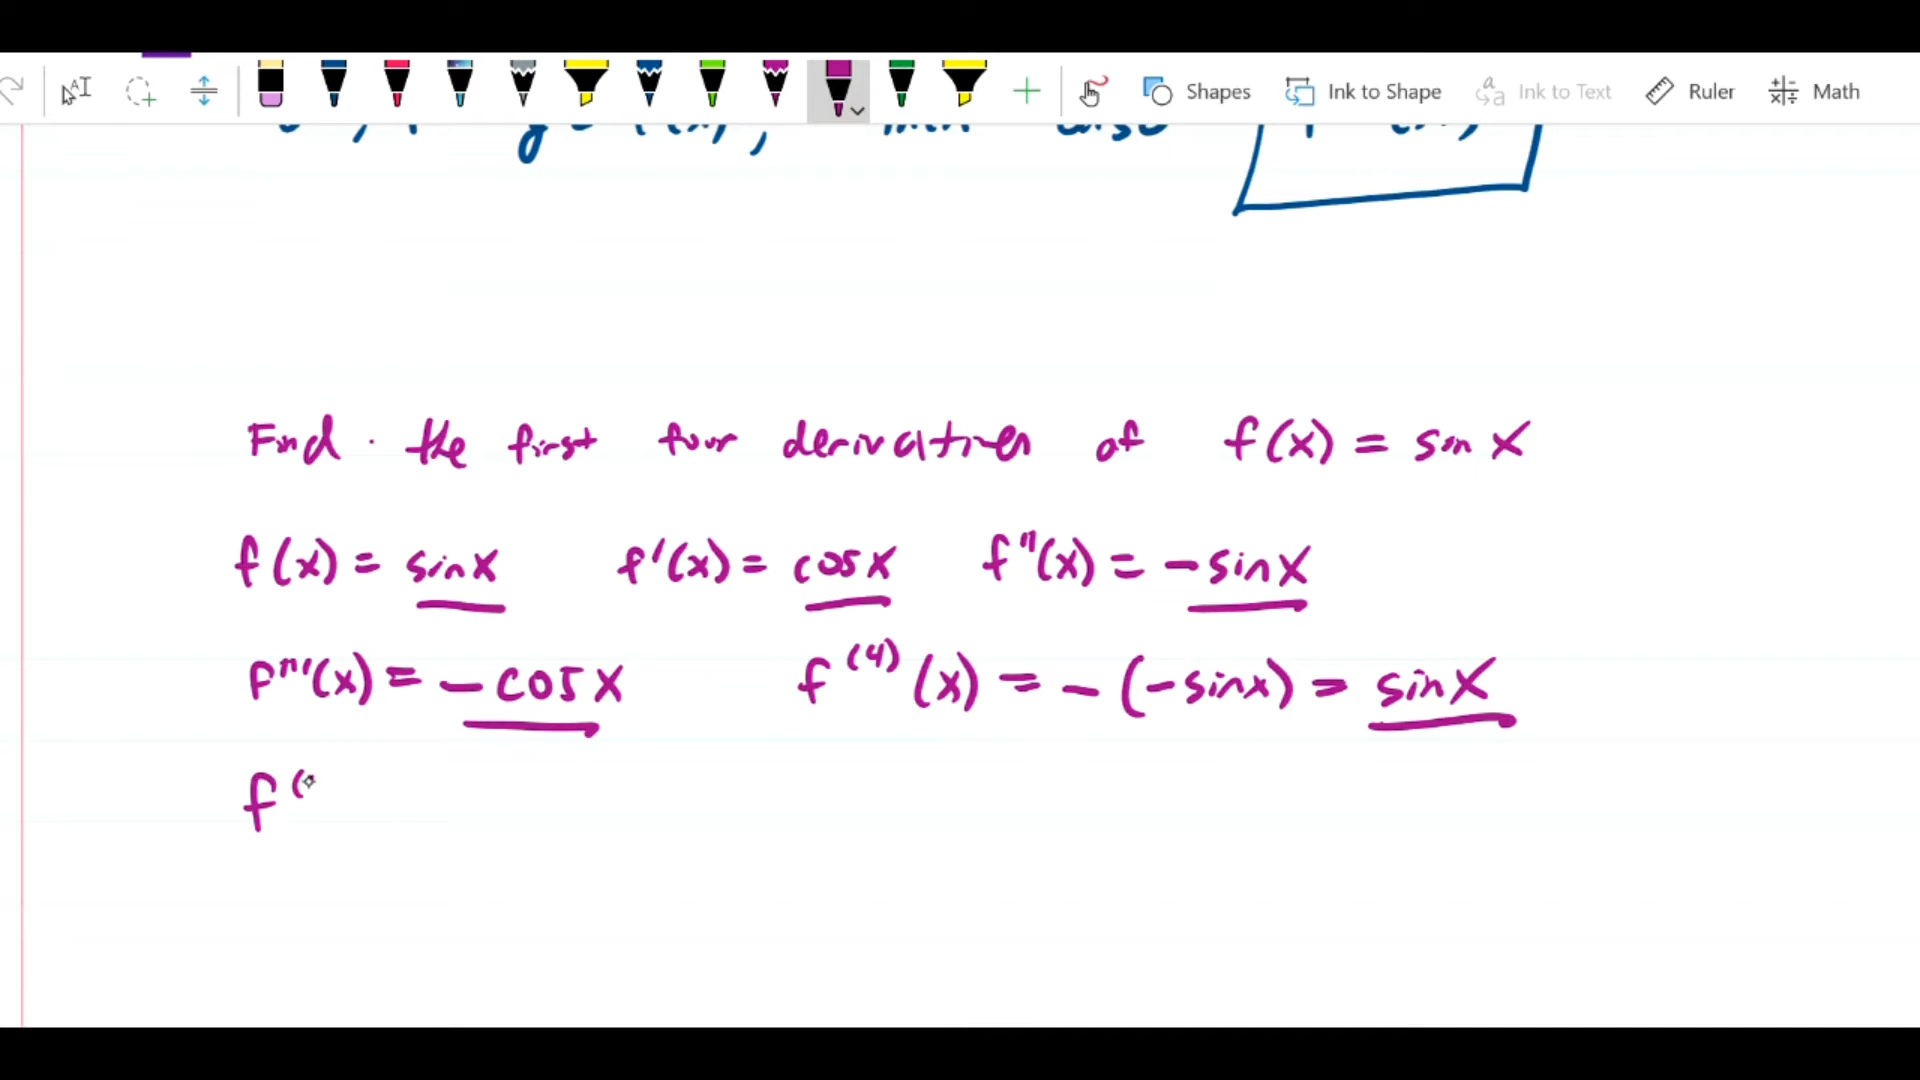 Shapes Ink to Shape Ink to Text Ruler Math
Find the first four derivatives of f(x) = sin x
f(x) = sinx f'(x) = cosx f''(x) = -sinx
f'''(x) = -cosx f^(4)(x) = -(-sinx) = sinx
f(